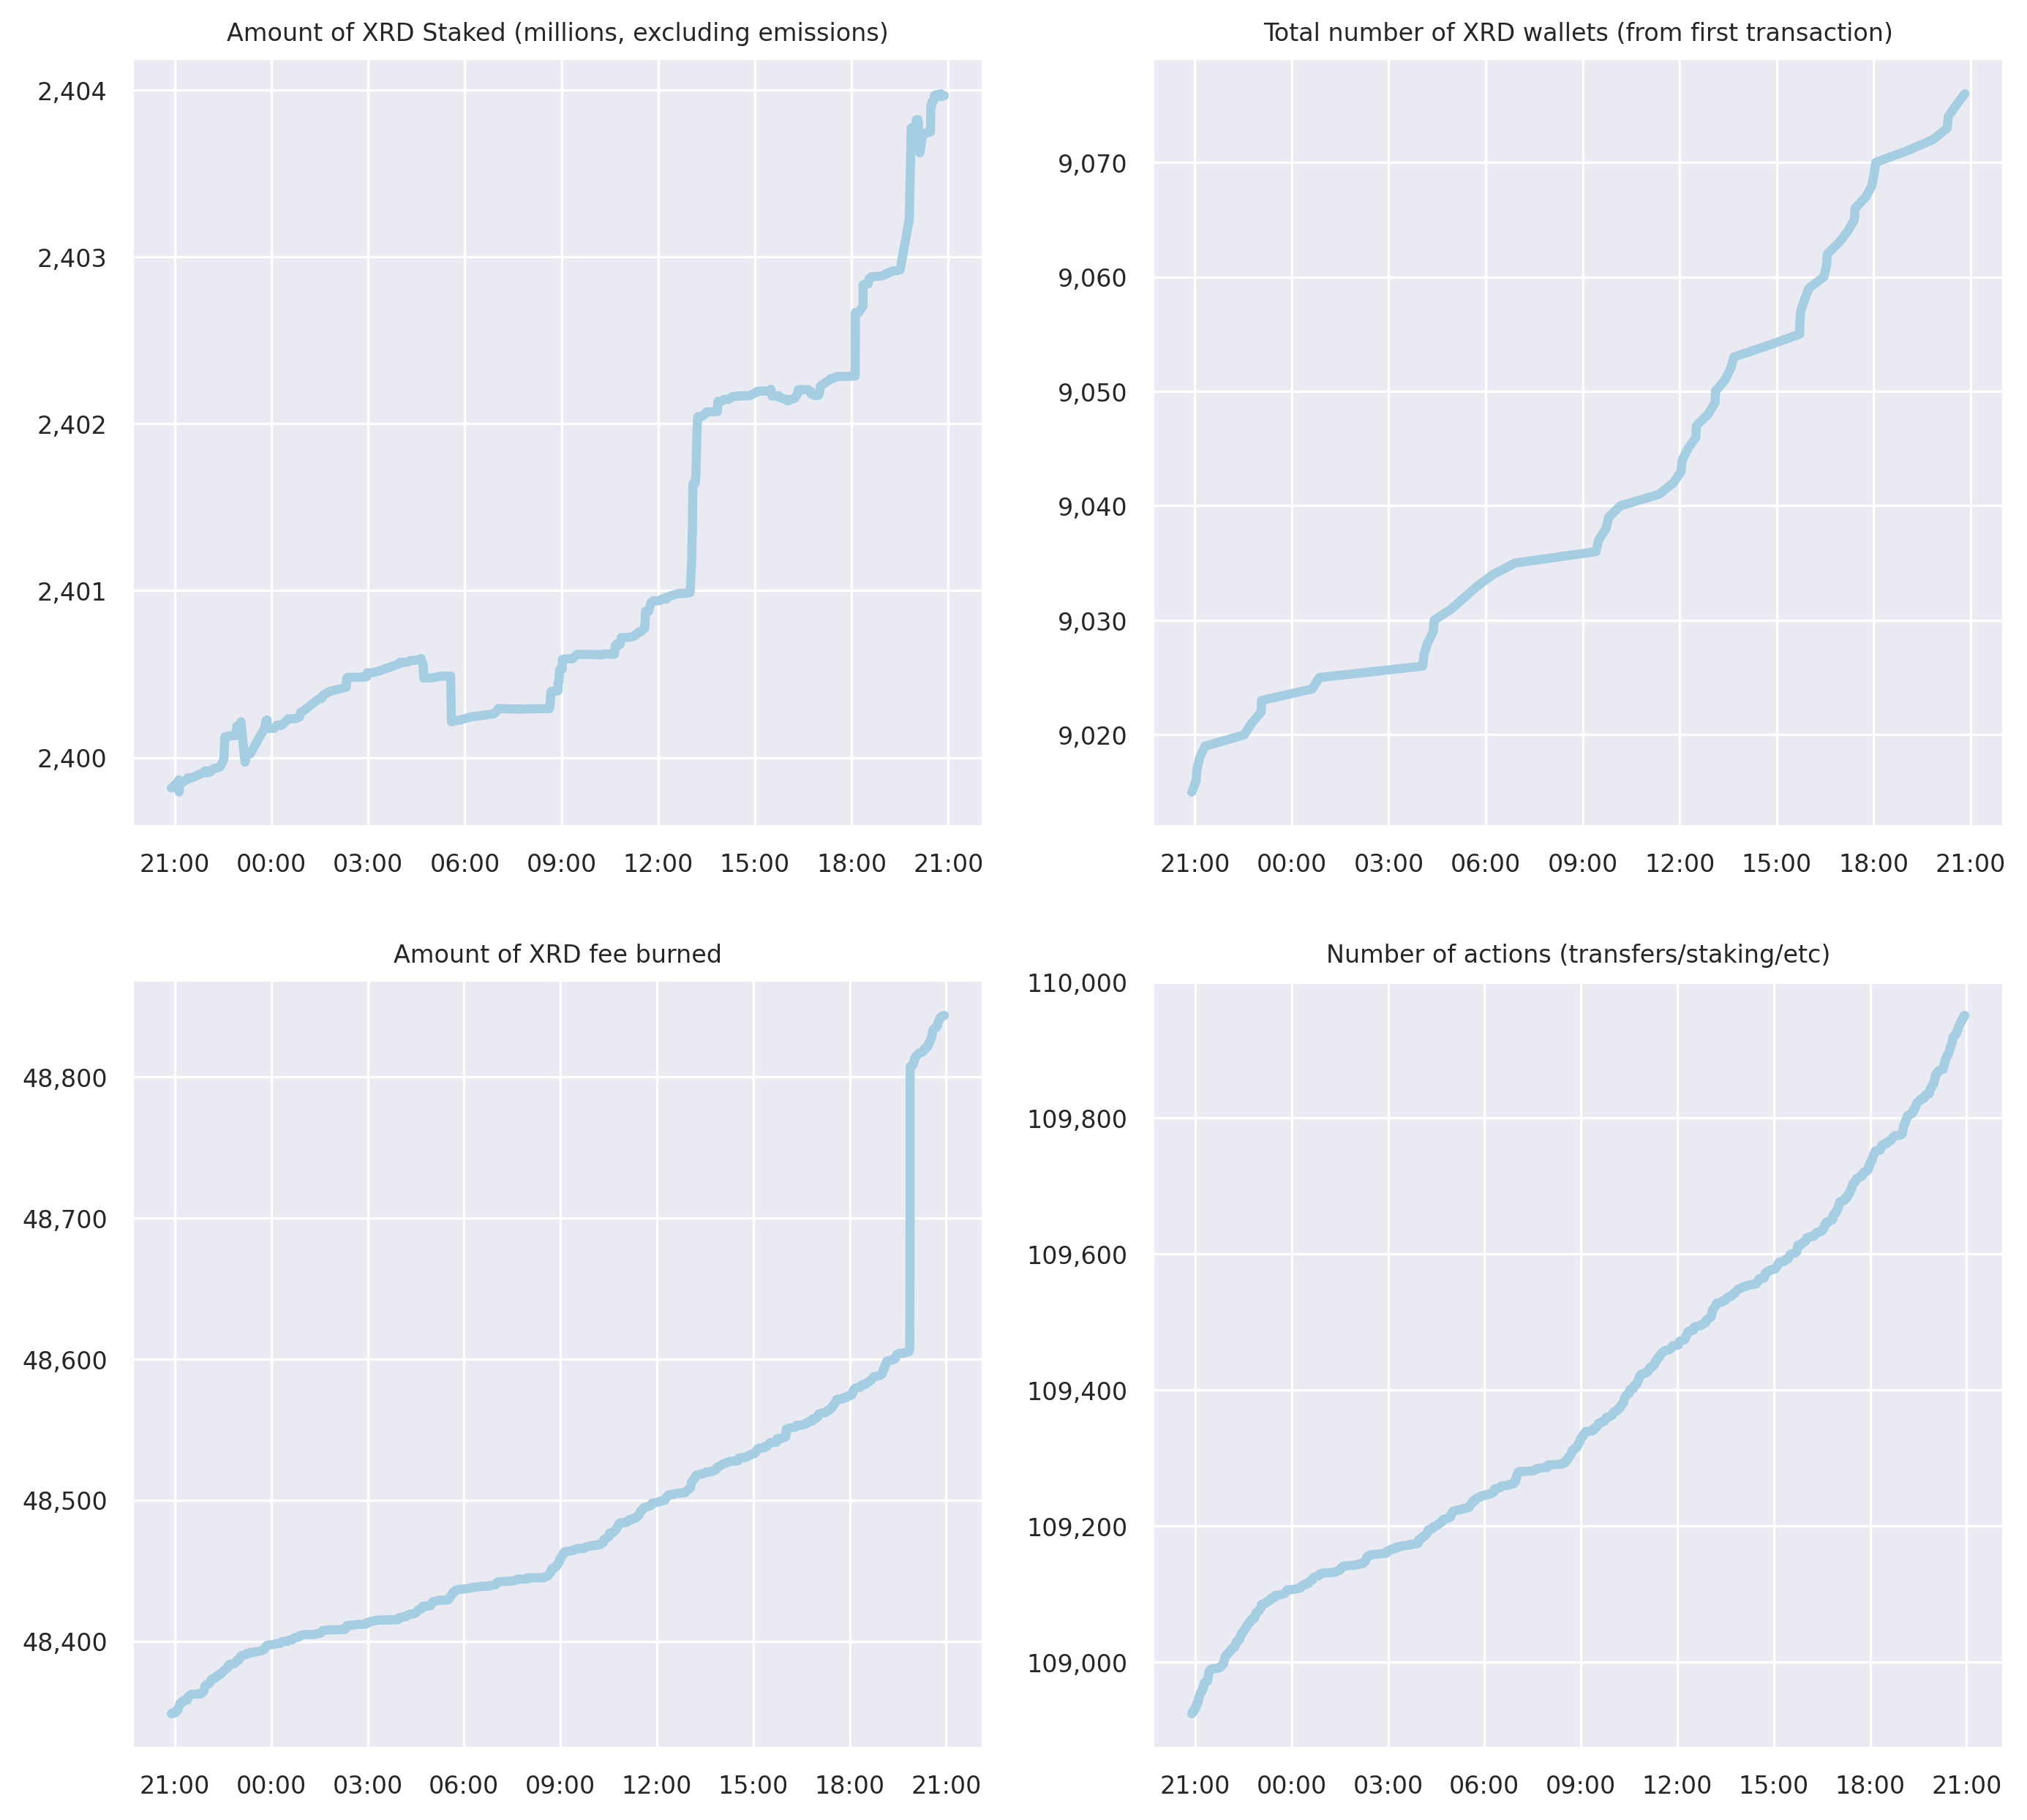 Amount of XRD Staked (millions, excluding emissions)
2,404
2,403
2,402
2,401
2,400
21:00 00:00 03:00 06:00 09:00 12:00 15:00 18:00 21:00
Total number of XRD wallets (from first transaction)
9,070
9,060
9,050
9,040
9,030
9,020
21:00 00:00 03:00 06:00 09:00 12:00 15:00 18:00 21:00
Amount of XRD fee burned
48,800
48,700
48,600
48,500
48,400
21:00 00:00 03:00 06:00 09:00 12:00 15:00 18:00 21:00
Number of actions (transfers/staking/etc)
110,000
109,800
109,600
109,400
109,200
109,000
21:00 00:00 03:00 06:00 09:00 12:00 15:00 18:00 21:00